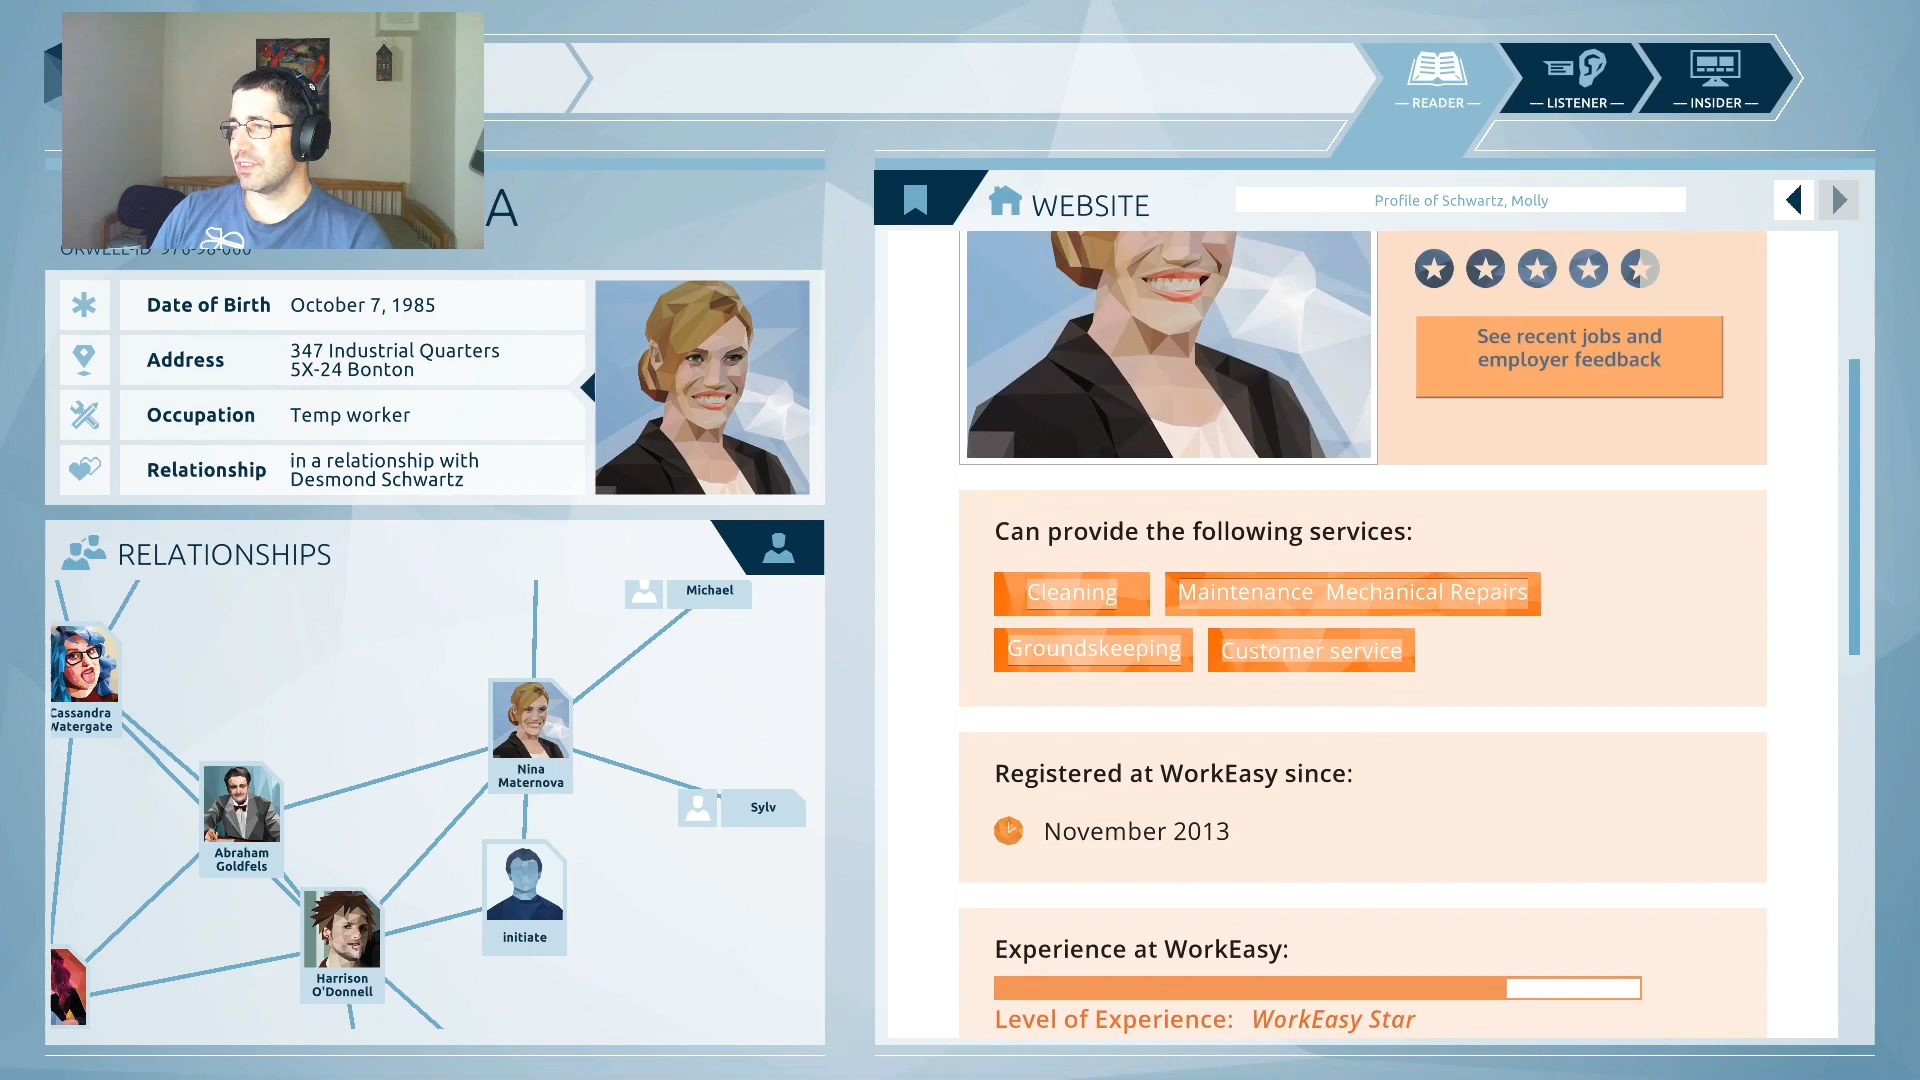 READER
LISTENER
INSIDER
A
WEBSITE
Profile of Schwartz, Molly
Date of Birth October 7, 1985
Address 347 Industrial Quarters
5X-24 Bonton
Occupation Temp worker
Relationship in a relationship with
Desmond Schwartz
RELATIONSHIPS
Michael
Cassandra
Watergate
Nina
Maternova
Sylv
Abraham
Goldfels
initiate
Harrison
O'Donnell
See recent jobs and
employer feedback
Can provide the following services:
Cleaning
Maintenance Mechanical Repairs
Groundskeeping
Customer service
Registered at WorkEasy since:
November 2013
Experience at WorkEasy:
Level of Experience: WorkEasy Star